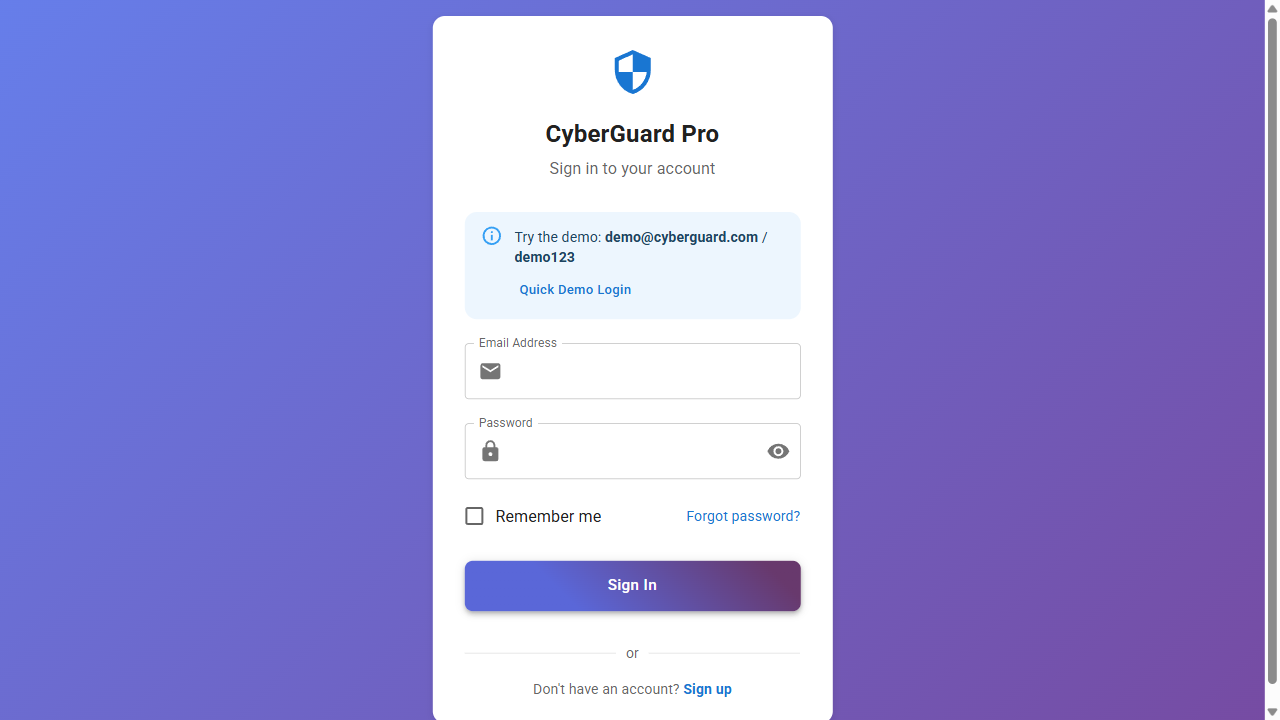 CyberGuard Pro
Sign in to your account
Try the demo: demo@cyberguard.com /
demo123
Quick Demo Login
Email Address
Password
Remember me
Forgot password?
Sign In
or
Don't have an account? Sign up